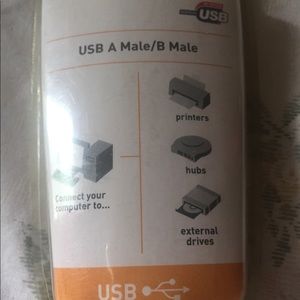 USB
USB A Male/B Male
printers
Connect your
computer to...
hubs
external
drives
USB